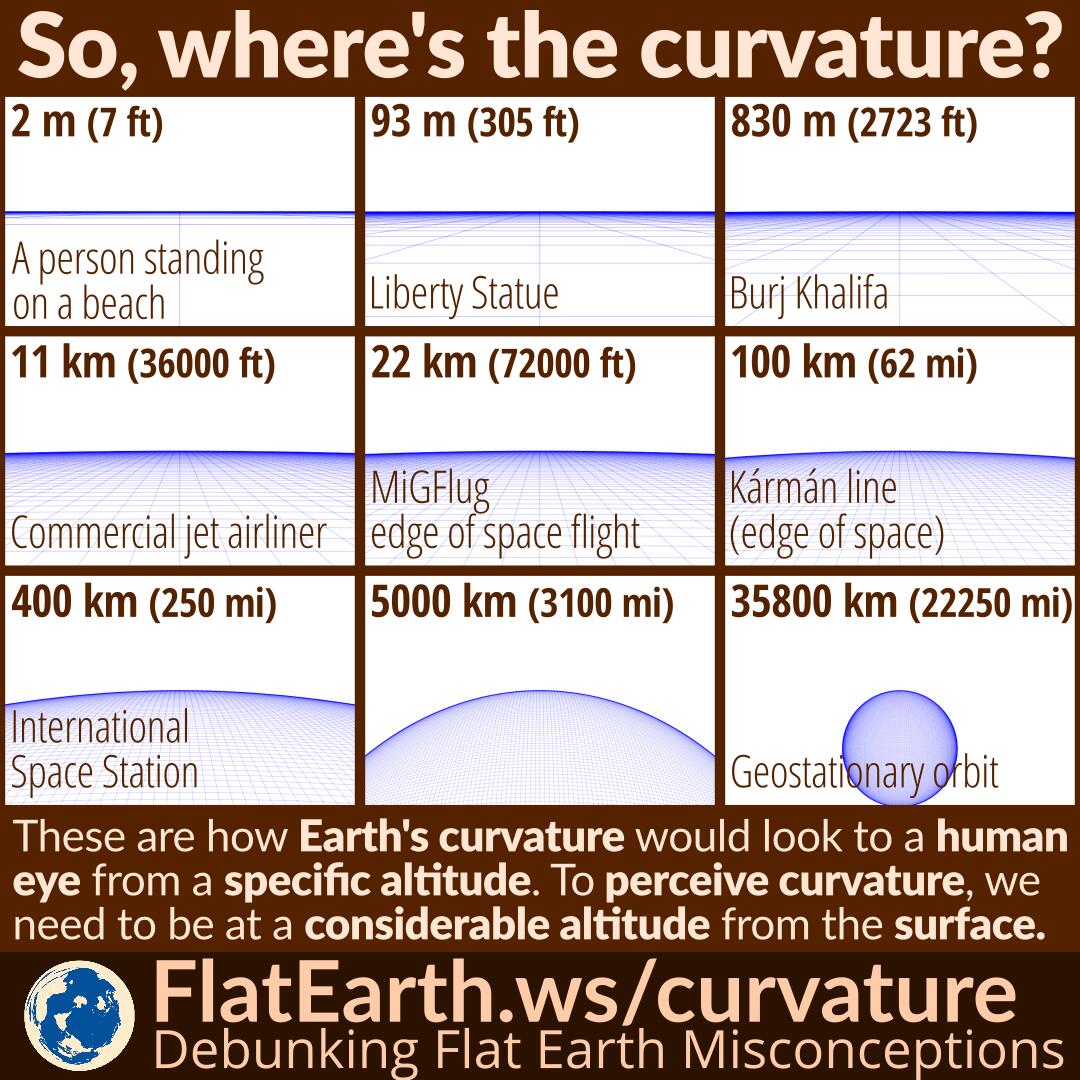 So, where's the curvature?
2 m (7 ft)
A person standing
on a beach
93 m (305 ft)
Liberty Statue
830 m (2723 ft)
Burj Khalifa
11 km (36000 ft)
Commercial jet airliner
22 km (72000 ft)
MiGFlug
edge of space flight
100 km (62 mi)
Kármán line
(edge of space)
400 km (250 mi)
International
Space Station
5000 km (3100 mi)
35800 km (22250 mi)
Geostationary orbit
These are how Earth's curvature would look to a human
eye from a specific altitude. To perceive curvature, we
need to be at a considerable altitude from the surface.
FlatEarth.ws/curvature
Debunking Flat Earth Misconceptions